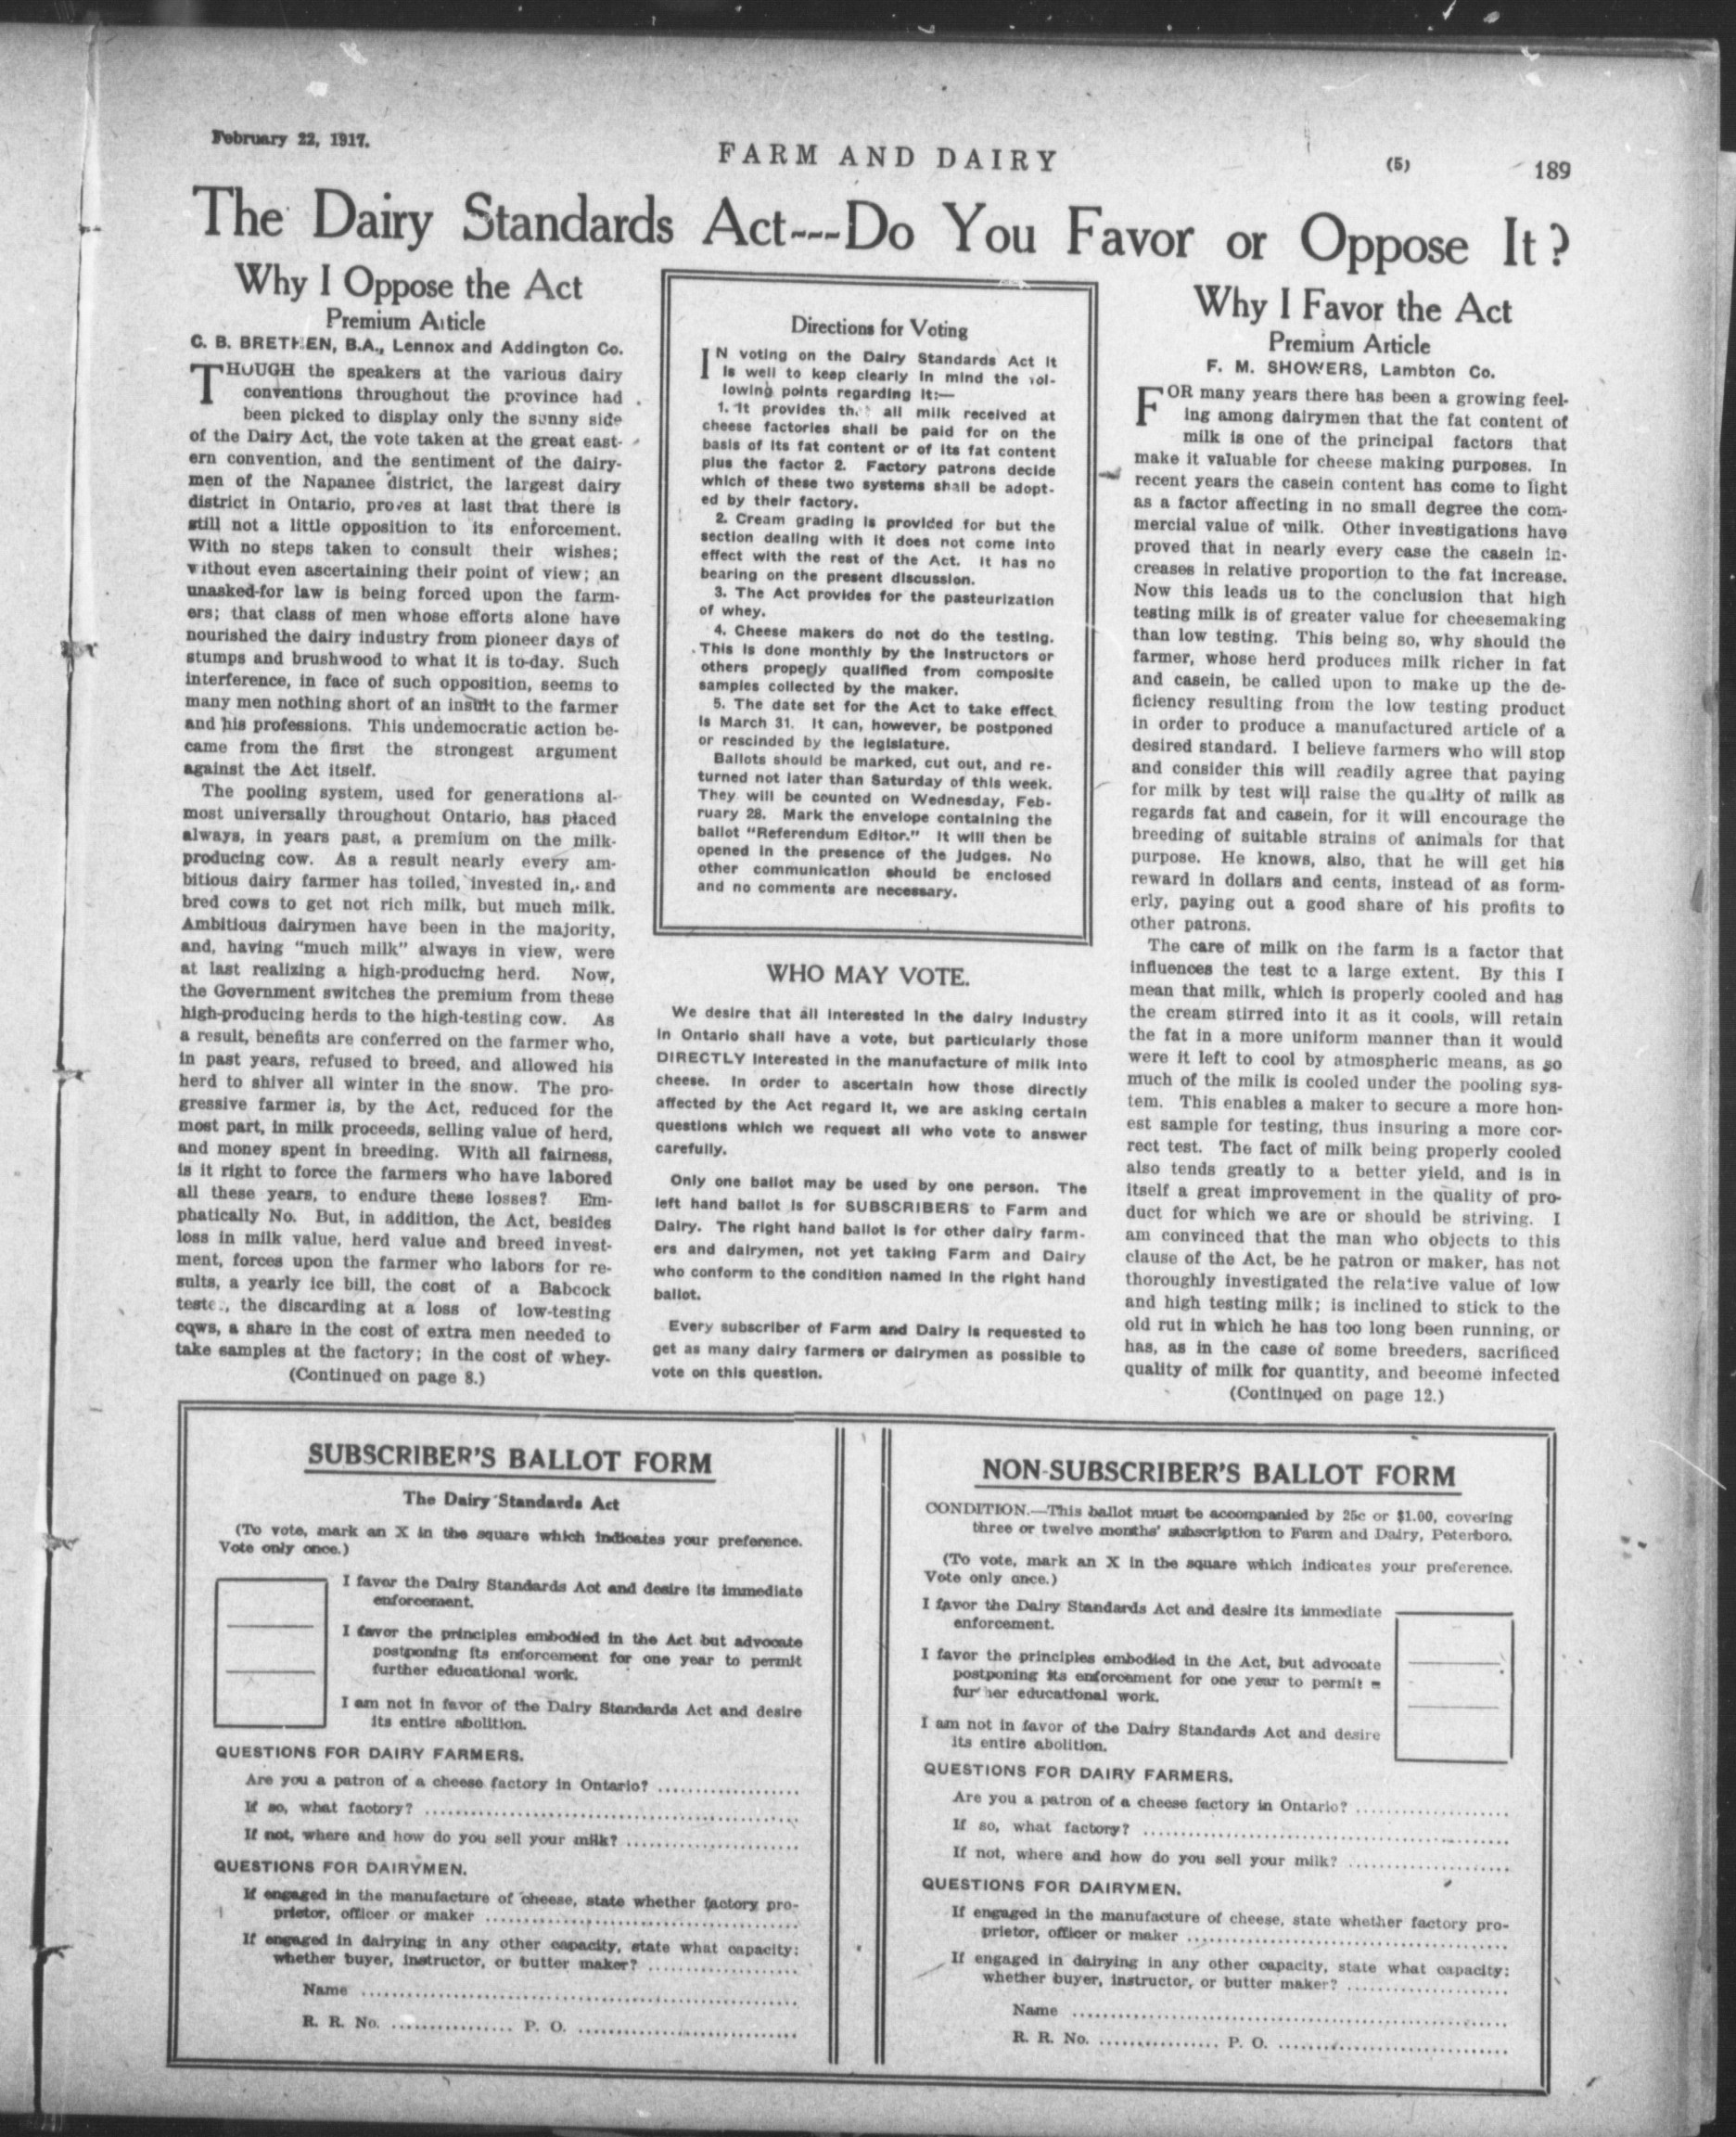 February 22, 1917.
FARM AND DAIRY
(5)
189
The Dairy Standards Act---Do You Favor or Oppose It?
Why I Oppose the Act
Premium Article
C. B. BRETHEN, B.A., Lennox and Addington Co.
THOUGH the speakers at the various dairy
conventions throughout the province had
been picked to display only the sunny side
of the Dairy Act, the vote taken at the great east-
ern convention, and the sentiment of the dairy-
men of the Napanee district, the largest dairy
district in Ontario, proves at last that there is
still not a little opposition to its enforcement.
With no steps taken to consult their wishes;
without even ascertaining their point of view; an
unasked-for law is being forced upon the farm-
ers; that class of men whose efforts alone have
nourished the dairy industry from pioneer days of
stumps and brushwood to what it is to-day. Such
interference, in face of such opposition, seems to
many men nothing short of an insult to the farmer
and his professions. This undemocratic action be-
came from the first the strongest argument
against the Act itself.
The pooling system, used for generations al-
most universally throughout Ontario, has placed
always, in years past, a premium on the milk-
producing cow. As a result nearly every am-
bitious dairy farmer has toiled, invested in, and
bred cows to get not rich milk, but much milk.
Ambitious dairymen have been in the majority,
and, having "much milk" always in view, were
at last realizing a high-producing herd. Now,
the Government switches the premium from these
high-producing herds to the high-testing cow. As
a result, benefits are conferred on the farmer who,
in past years, refused to breed, and allowed his
herd to shiver all winter in the snow. The pro-
gressive farmer is, by the Act, reduced for the
most part, in milk proceeds, selling value of herd,
and money spent in breeding. With all fairness,
is it right to force the farmers who have labored
all these years, to endure these losses? Em-
phatically No. But, in addition, the Act, besides
loss in milk value, herd value and breed invest-
ment, forces upon the farmer who labors for re-
sults, a yearly ice bill, the cost of a Babcock
tester, the discarding at a loss of low-testing
cows, a share in the cost of extra men needed to
take samples at the factory; in the cost of whey-
(Continued on page 8.)
Directions for Voting
IN voting on the Dairy Standards Act it
is well to keep clearly in mind the fol-
lowing points regarding it:—
1. It provides that all milk received at
cheese factories shall be paid for on the
basis of its fat content or of its fat content
plus the factor 2. Factory patrons decide
which of these two systems shall be adopt-
ed by their factory.
2. Cream grading is provided for but the
section dealing with it does not come into
effect with the rest of the Act. It has no
bearing on the present discussion.
3. The Act provides for the pasteurization
of whey.
4. Cheese makers do not do the testing.
This is done monthly by the instructors or
others properly qualified from composite
samples collected by the maker.
5. The date set for the Act to take effect
is March 31. It can, however, be postponed
or rescinded by the legislature.
Ballots should be marked, cut out, and re-
turned not later than Saturday of this week.
They will be counted on Wednesday, Feb-
ruary 28. Mark the envelope containing the
ballot "Referendum Editor." It will then be
opened in the presence of the judges. No
other communication should be enclosed
and no comments are necessary.
WHO MAY VOTE.
We desire that all interested in the dairy industry
in Ontario shall have a vote, but particularly those
DIRECTLY interested in the manufacture of milk into
cheese. In order to ascertain how those directly
affected by the Act regard it, we are asking certain
questions which we request all who vote to answer
carefully.
Only one ballot may be used by one person. The
left hand ballot is for SUBSCRIBERS to Farm and
Dairy. The right hand ballot is for other dairy farm-
ers and dairymen, not yet taking Farm and Dairy
who conform to the condition named in the right hand
ballot.
Every subscriber of Farm and Dairy is requested to
get as many dairy farmers or dairymen as possible to
vote on this question.
Why I Favor the Act
Premium Article
F. M. SHOWERS, Lambton Co.
FOR many years there has been a growing feel-
ing among dairymen that the fat content of
milk is one of the principal factors that
make it valuable for cheese making purposes. In
recent years the casein content has come to light
as a factor affecting in no small degree the com-
mercial value of milk. Other investigations have
proved that in nearly every case the casein in-
creases in relative proportion to the fat increase.
Now this leads us to the conclusion that high
testing milk is of greater value for cheesemaking
than low testing. This being so, why should the
farmer, whose herd produces milk richer in fat
and casein, be called upon to make up the de-
ficiency resulting from the low testing product
in order to produce a manufactured article of a
desired standard. I believe farmers who will stop
and consider this will readily agree that paying
for milk by test will raise the quality of milk as
regards fat and casein, for it will encourage the
breeding of suitable strains of animals for that
purpose. He knows, also, that he will get his
reward in dollars and cents, instead of as form-
erly, paying out a good share of his profits to
other patrons.
The care of milk on the farm is a factor that
influences the test to a large extent. By this I
mean that milk, which is properly cooled and has
the cream stirred into it as it cools, will retain
the fat in a more uniform manner than it would
were it left to cool by atmospheric means, as so
much of the milk is cooled under the pooling sys-
tem. This enables a maker to secure a more hon-
est sample for testing, thus insuring a more cor-
rect test. The fact of milk being properly cooled
also tends greatly to a better yield, and is in
itself a great improvement in the quality of pro-
duct for which we are or should be striving. I
am convinced that the man who objects to this
clause of the Act, be he patron or maker, has not
thoroughly investigated the relative value of low
and high testing milk; is inclined to stick to the
old rut in which he has too long been running, or
has, as in the case of some breeders, sacrificed
quality of milk for quantity, and become infected
(Continued on page 12.)
SUBSCRIBER'S BALLOT FORM
The Dairy Standards Act
(To vote, mark an X in the square which indicates your preference.
Vote only once.)
I favor the Dairy Standards Act and desire its immediate
enforcement.
I favor the principles embodied in the Act but advocate
postponing its enforcement for one year to permit
further educational work.
I am not in favor of the Dairy Standards Act and desire
its entire abolition.
QUESTIONS FOR DAIRY FARMERS.
Are you a patron of a cheese factory in Ontario? ..................
If so, what factory? ..................
If not, where and how do you sell your milk? ..................
QUESTIONS FOR DAIRYMEN.
If engaged in the manufacture of cheese, state whether factory pro-
prietor, officer or maker ..................
If engaged in dairying in any other capacity, state what capacity:
whether buyer, instructor, or butter maker? ..................
Name ..................
R. R. No. .................. P. O. ..................
NON-SUBSCRIBER'S BALLOT FORM
CONDITION.—This ballot must be accompanied by 25c or $1.00, covering
three or twelve months' subscription to Farm and Dairy, Peterboro.
(To vote, mark an X in the square which indicates your preference.
Vote only once.)
I favor the Dairy Standards Act and desire its immediate
enforcement.
I favor the principles embodied in the Act, but advocate
postponing its enforcement for one year to permit
further educational work.
I am not in favor of the Dairy Standards Act and desire
its entire abolition.
QUESTIONS FOR DAIRY FARMERS.
Are you a patron of a cheese factory in Ontario? ..................
If so, what factory? ..................
If not, where and how do you sell your milk? ..................
QUESTIONS FOR DAIRYMEN.
If engaged in the manufacture of cheese, state whether factory pro-
prietor, officer or maker ..................
If engaged in dairying in any other capacity, state what capacity:
whether buyer, instructor, or butter maker? ..................
Name ..................
R. R. No. .................. P. O. ..................